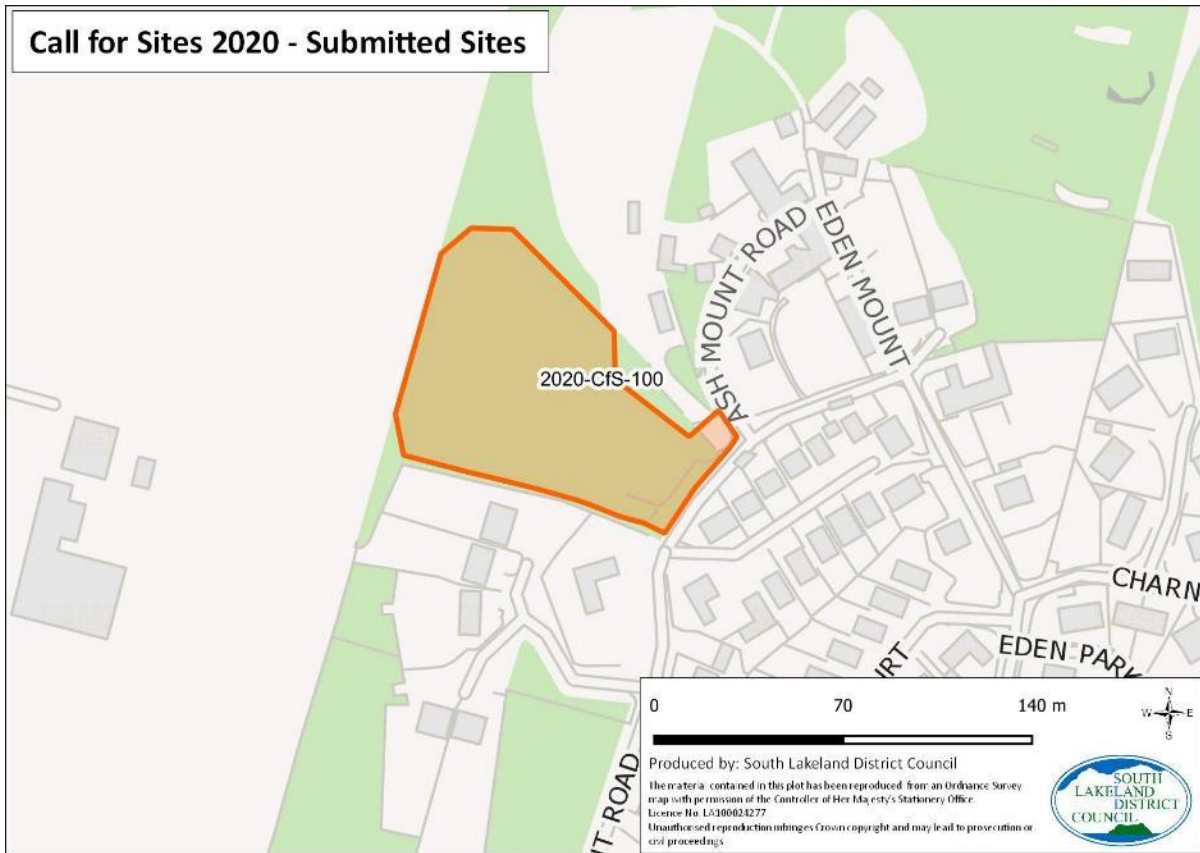 Call for Sites 2020 - Submitted Sites
ASH MOUNT ROAD
EDEN MOUNT
2020-CfS-100
CHARN
EDEN PARK
URT
NT ROAD
0 70 140 m
N
W E
S
Produced by: South Lakeland District Council
The material contained in this plot has been reproduced from an Ordnance Survey
map with permission of the Controller of Her Majesty's Stationery Office
Licence No. LA100024277
Unauthorised reproduction infringes Crown copyright and may lead to prosecution or
civil proceedings
SOUTH
LAKELAND
DISTRICT
COUNCIL